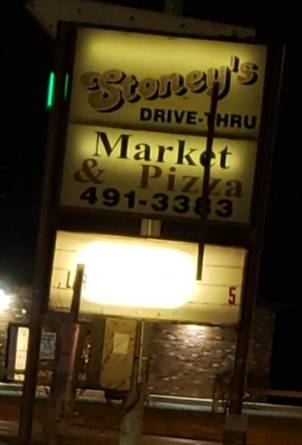 Stoney's
DRIVE-THRU
Market
& Pizza
491-3383
S